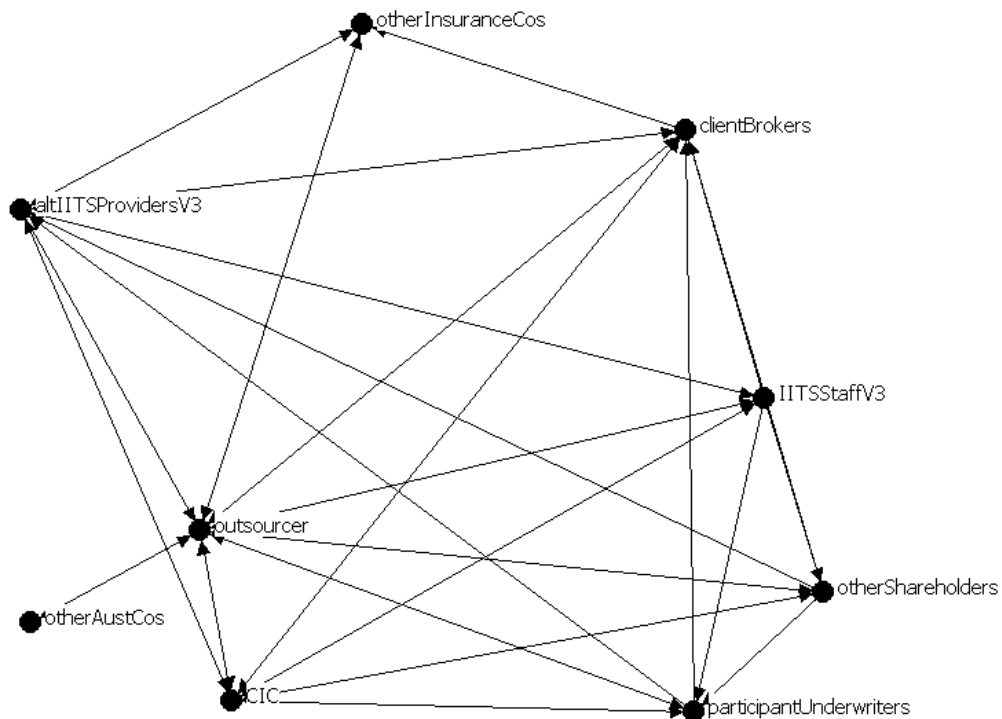 otherInsuranceCos
clientBrokers
altIITSProvidersV3
IITSStaffV3
outsourcer
otherShareholders
otherAustCos
CIC
participantUnderwriters